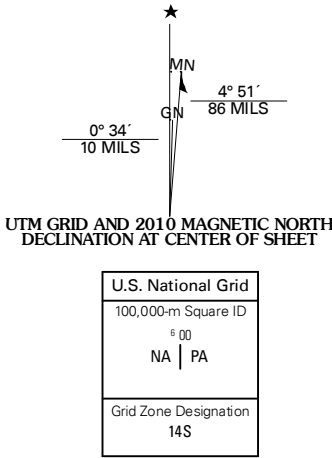 ★
MN
GN
4° 51´
86 MILS
0° 34´
10 MILS
UTM GRID AND 2010 MAGNETIC NORTH
DECLINATION AT CENTER OF SHEET
U.S. National Grid
100,000-m Square ID
6 00
NA | PA
Grid Zone Designation
14S